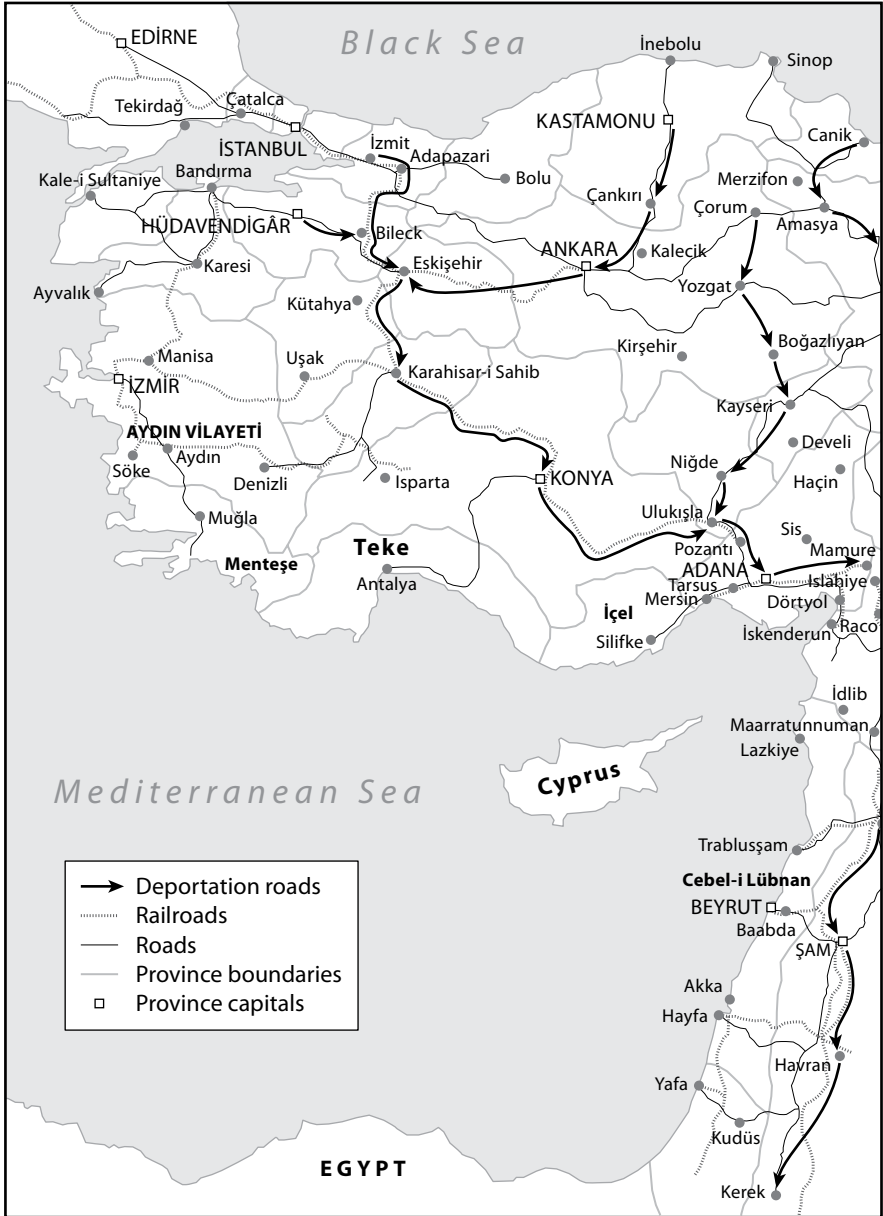 Black Sea
EDİRNE
İnebolu
Sinop
Tekirdağ
Çatalca
KASTAMONU
Canik
İSTANBUL
İzmit
Adapazari
Bolu
Merzifon
Kale-i Sultaniye
Bandırma
Çankırı
Çorum
Amasya
HÜDAVENDİGÂR
Bileck
ANKARA
Kalecik
Karesi
Eskişehir
Yozgat
Ayvalık
Kütahya
Boğazlıyan
Kirşehir
Manisa
Uşak
Karahisar-i Sahib
İZMİR
Kayseri
AYDIN VİLAYETİ
Develi
Söke
Aydın
Denizli
Isparta
KONYA
Niğde
Haçin
Muğla
Ulukışla
Sis
Teke
Pozantı
Mamure
Menteşe
Antalya
ADANA
Tarsus
Islahiye
İçel
Mersin
Dörtyol
Silifke
İskenderun
Raco
İdlib
Maarratunnuman
Lazkiye
Cyprus
Mediterranean Sea
Trablusşam
Cebel-i Lübnan
BEYRUT
Baabda
ŞAM
Deportation roads
Railroads
Roads
Province boundaries
Province capitals
Akka
Hayfa
Havran
Yafa
Kudüs
EGYPT
Kerek